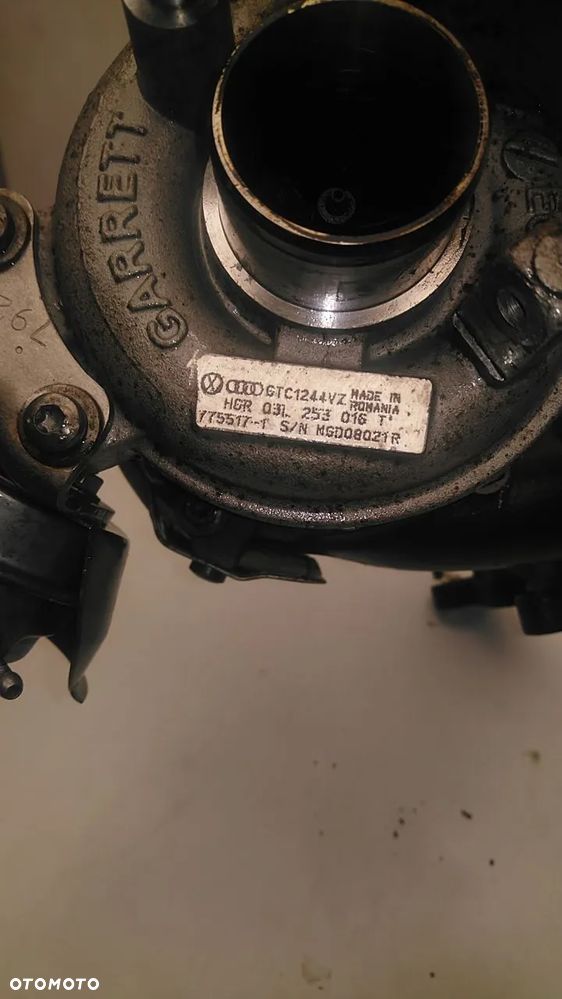 GARRETT
GTC1244VZ MADE IN ROMANIA
HGR 03L 253 016 T
775517-1 S/N MGD08021R
OTOMOTO